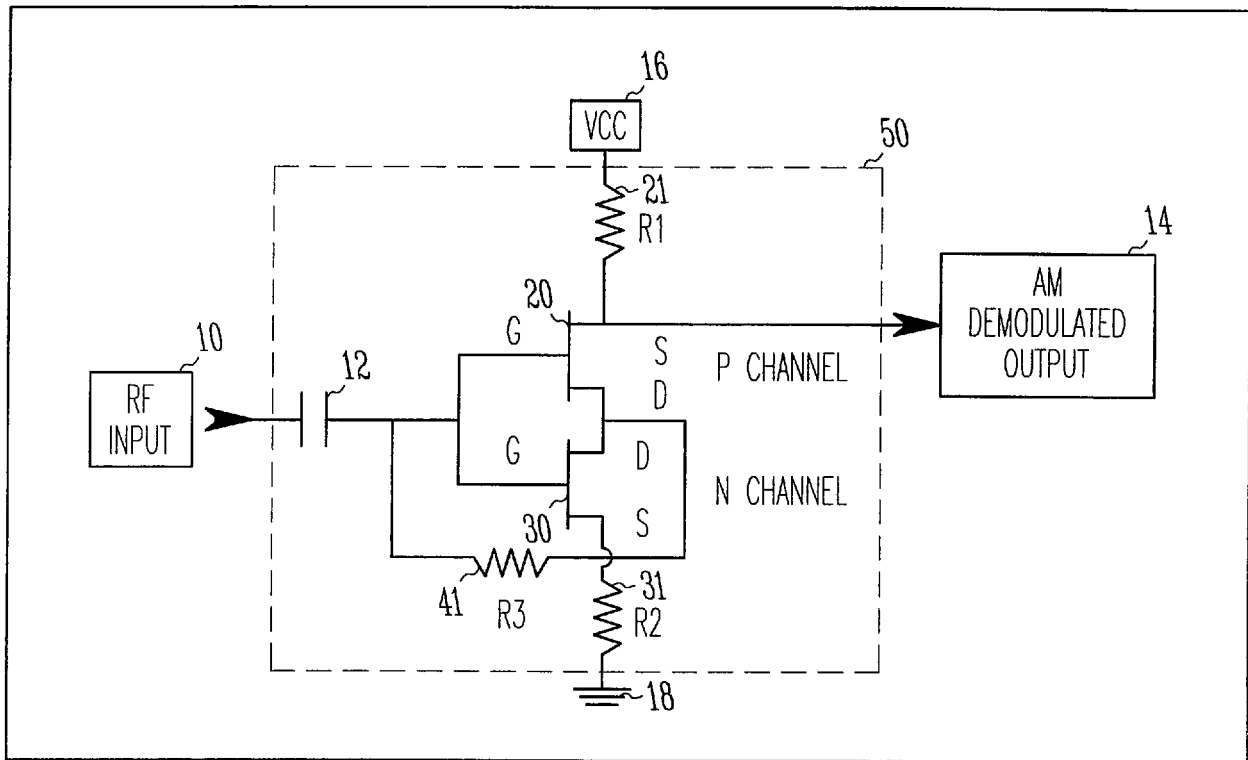 16
VCC
50
21
R1
14
AM
DEMODULATED
OUTPUT
20
G
S
P CHANNEL
10
12
D
RF
INPUT
G
D
N CHANNEL
30
S
41
R3
31
R2
18